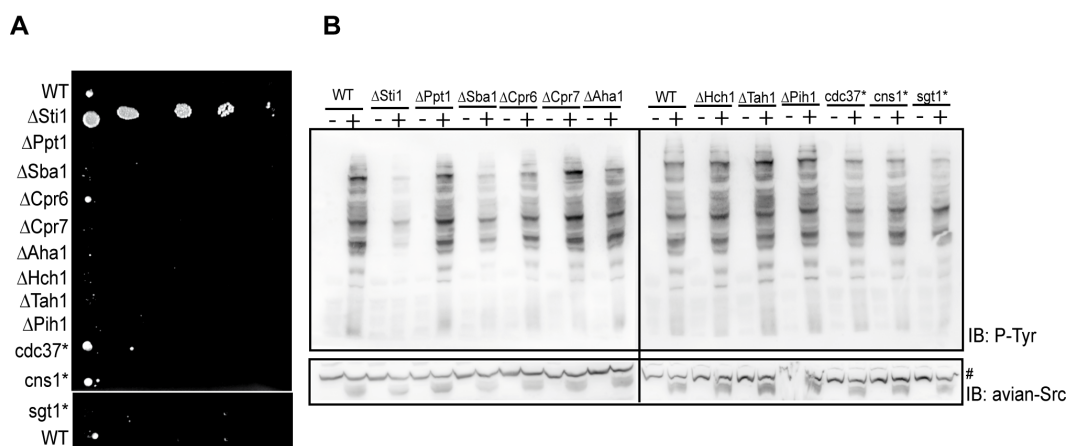 A
B
WT
ΔSti1
ΔPpt1
ΔSba1
ΔCpr6
ΔCpr7
ΔAha1
ΔHch1
ΔTah1
ΔPih1
cdc37*
cns1*
sgt1*
WT
WT ΔSti1 ΔPpt1 ΔSba1 ΔCpr6 ΔCpr7 ΔAha1
- + - + - + - + - + - + - +
WT ΔHch1 ΔTah1 ΔPih1 cdc37* cns1* sgt1*
- + - + - + - + - + - + - +
IB: P-Tyr
#
IB: avian-Src